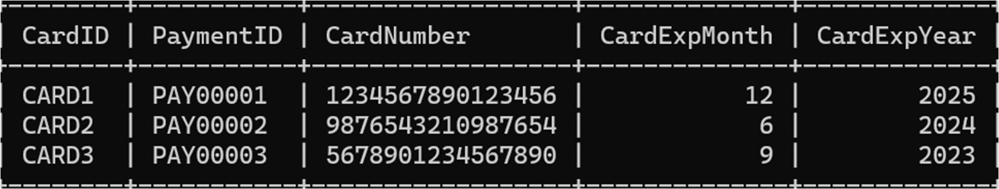 CardID | PaymentID | CardNumber | CardExpMonth | CardExpYear
CARD1 | PAY00001 | 1234567890123456 | 12 | 2025
CARD2 | PAY00002 | 9876543210987654 | 6 | 2024
CARD3 | PAY00003 | 5678901234567890 | 9 | 2023